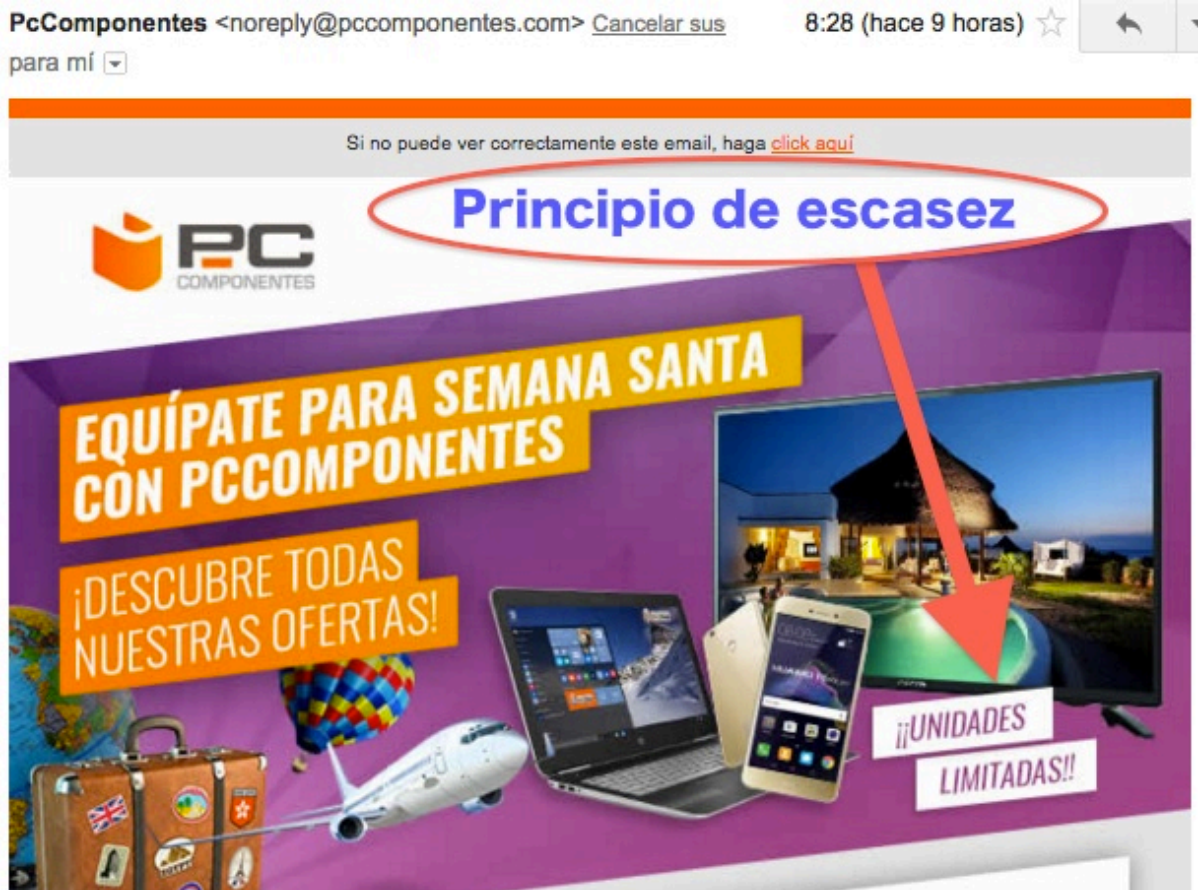 PcComponentes <noreply@pccomponentes.com> Cancelar sus 8:28 (hace 9 horas)
para mí
Si no puede ver correctamente este email, haga click aquí
Principio de escasez
PC
COMPONENTES
EQUÍPATE PARA SEMANA SANTA
CON PCCOMPONENTES
¡DESCUBRE TODAS
NUESTRAS OFERTAS!
¡¡UNIDADES
LIMITADAS!!